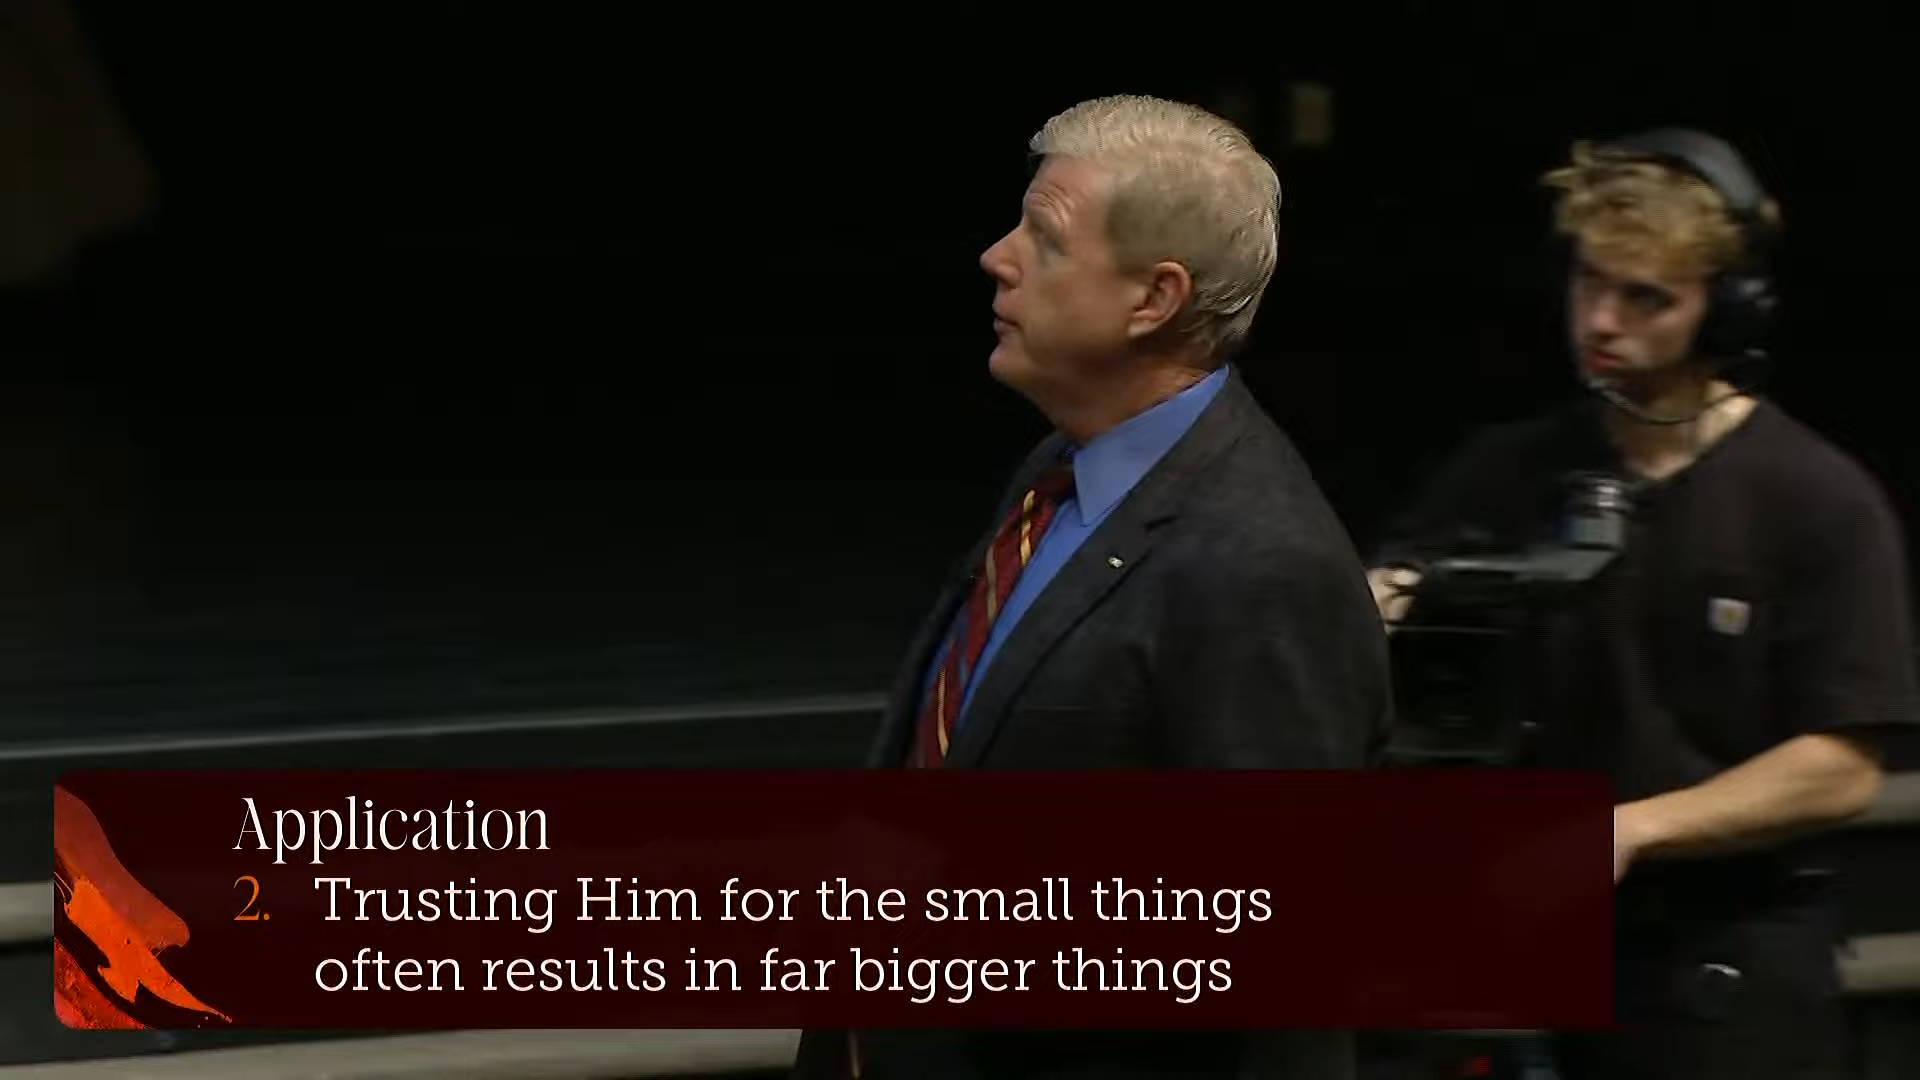 Application
2. Trusting Him for the small things
often results in far bigger things